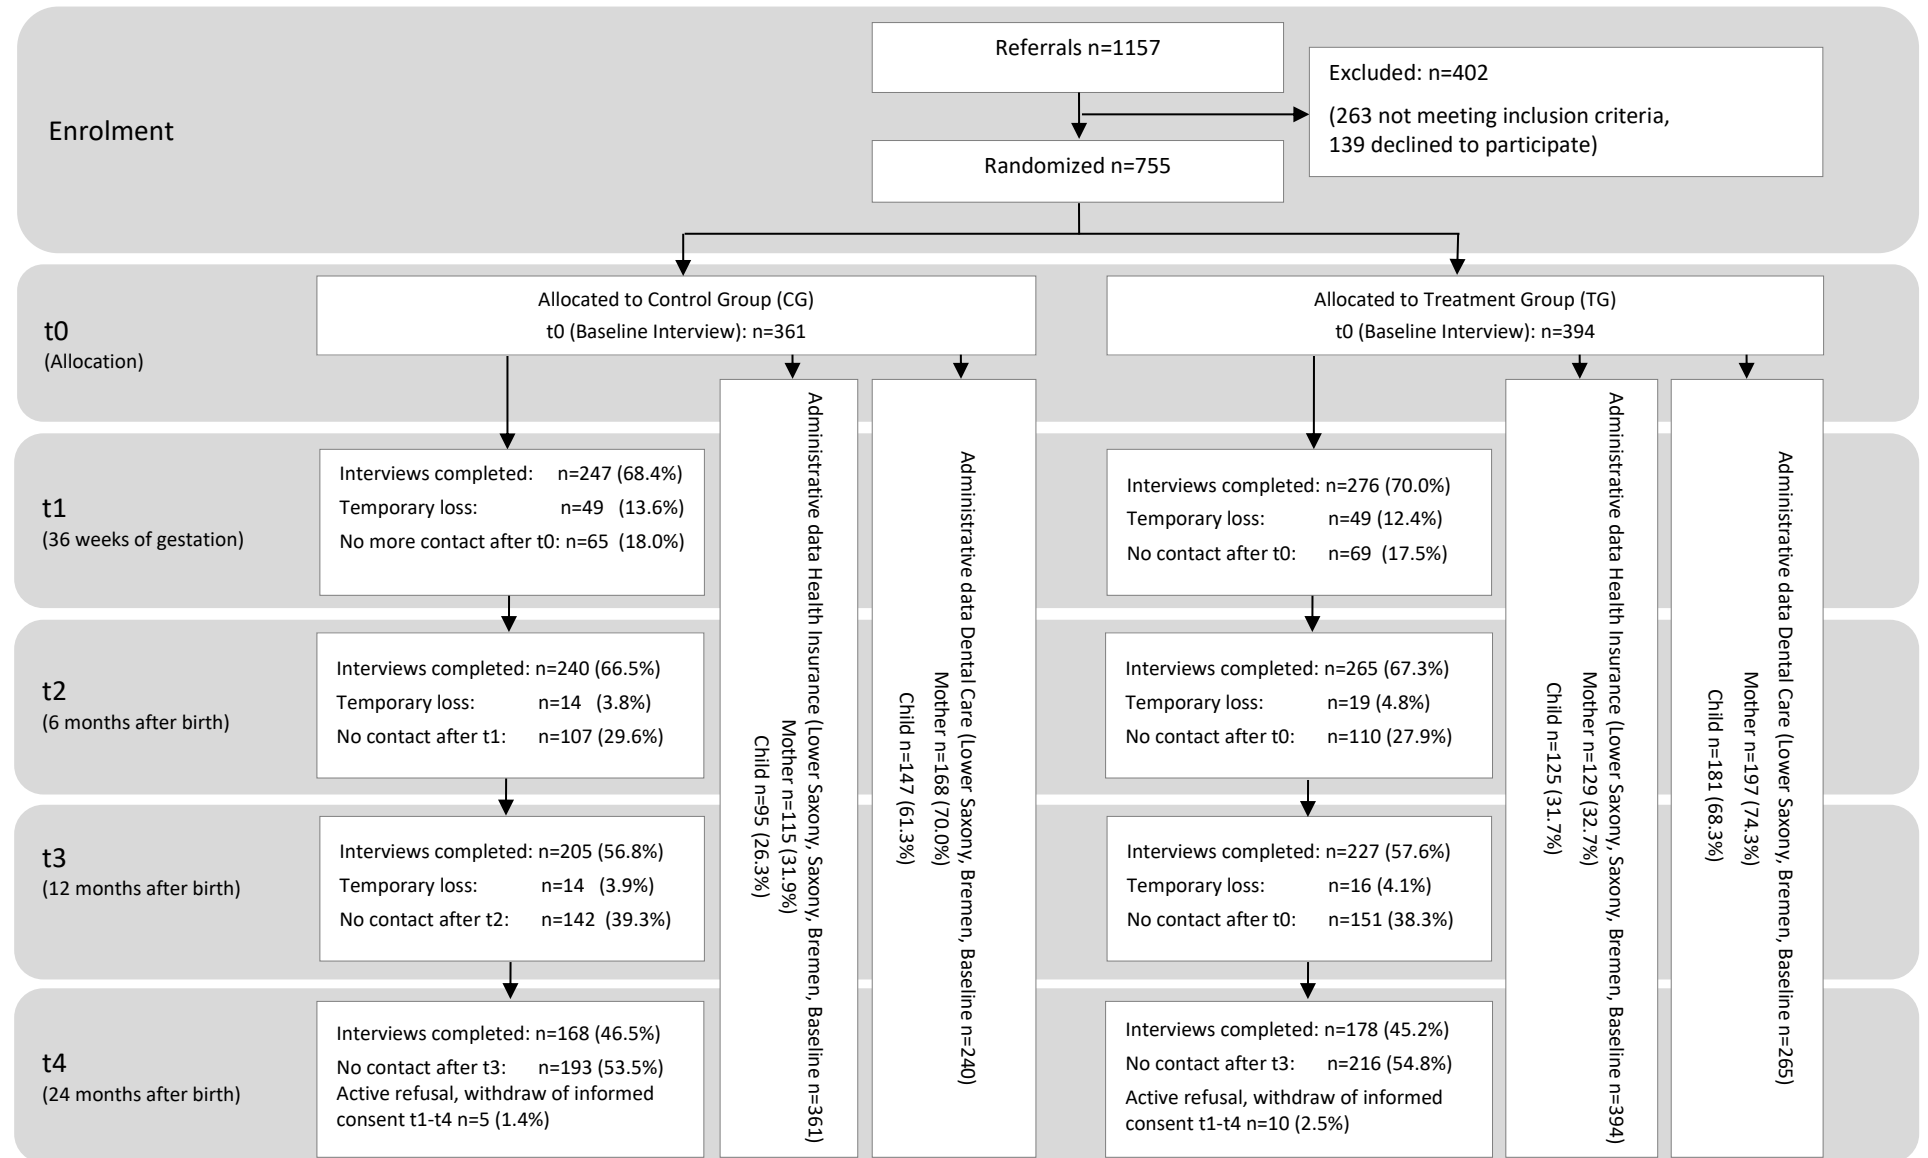 Enrolment
Referrals n=1157
Excluded: n=402
(263 not meeting inclusion criteria,
139 declined to participate)
Randomized n=755
t0
(Allocation)
Allocated to Control Group (CG)
t0 (Baseline Interview): n=361
Allocated to Treatment Group (TG)
t0 (Baseline Interview): n=394
t1
(36 weeks of gestation)
Interviews completed: n=247 (68.4%)
Temporary loss: n=49 (13.6%)
No more contact after t0: n=65 (18.0%)
Interviews completed: n=276 (70.0%)
Temporary loss: n=49 (12.4%)
No contact after t0: n=69 (17.5%)
t2
(6 months after birth)
Interviews completed: n=240 (66.5%)
Temporary loss: n=14 (3.8%)
No contact after t1: n=107 (29.6%)
Interviews completed: n=265 (67.3%)
Temporary loss: n=19 (4.8%)
No contact after t0: n=110 (27.9%)
t3
(12 months after birth)
Interviews completed: n=205 (56.8%)
Temporary loss: n=14 (3.9%)
No contact after t2: n=142 (39.3%)
Interviews completed: n=227 (57.6%)
Temporary loss: n=16 (4.1%)
No contact after t0: n=151 (38.3%)
t4
(24 months after birth)
Interviews completed: n=168 (46.5%)
No contact after t3: n=193 (53.5%)
Active refusal, withdraw of informed
consent t1-t4 n=5 (1.4%)
Interviews completed: n=178 (45.2%)
No contact after t3: n=216 (54.8%)
Active refusal, withdraw of informed
consent t1-t4 n=10 (2.5%)
Administrative data Health Insurance (Lower Saxony, Saxony, Bremen, Baseline n=361)
Mother n=115 (31.9%)
Child n=95 (26.3%)
Administrative data Dental Care (Lower Saxony, Bremen, Baseline n=240)
Mother n=168 (70.0%)
Child n=147 (61.3%)
Administrative data Health Insurance (Lower Saxony, Saxony, Bremen, Baseline n=394)
Mother n=129 (32.7%)
Child n=125 (31.7%)
Administrative data Dental Care (Lower Saxony, Bremen, Baseline n=265)
Mother n=197 (74.3%)
Child n=181 (68.3%)